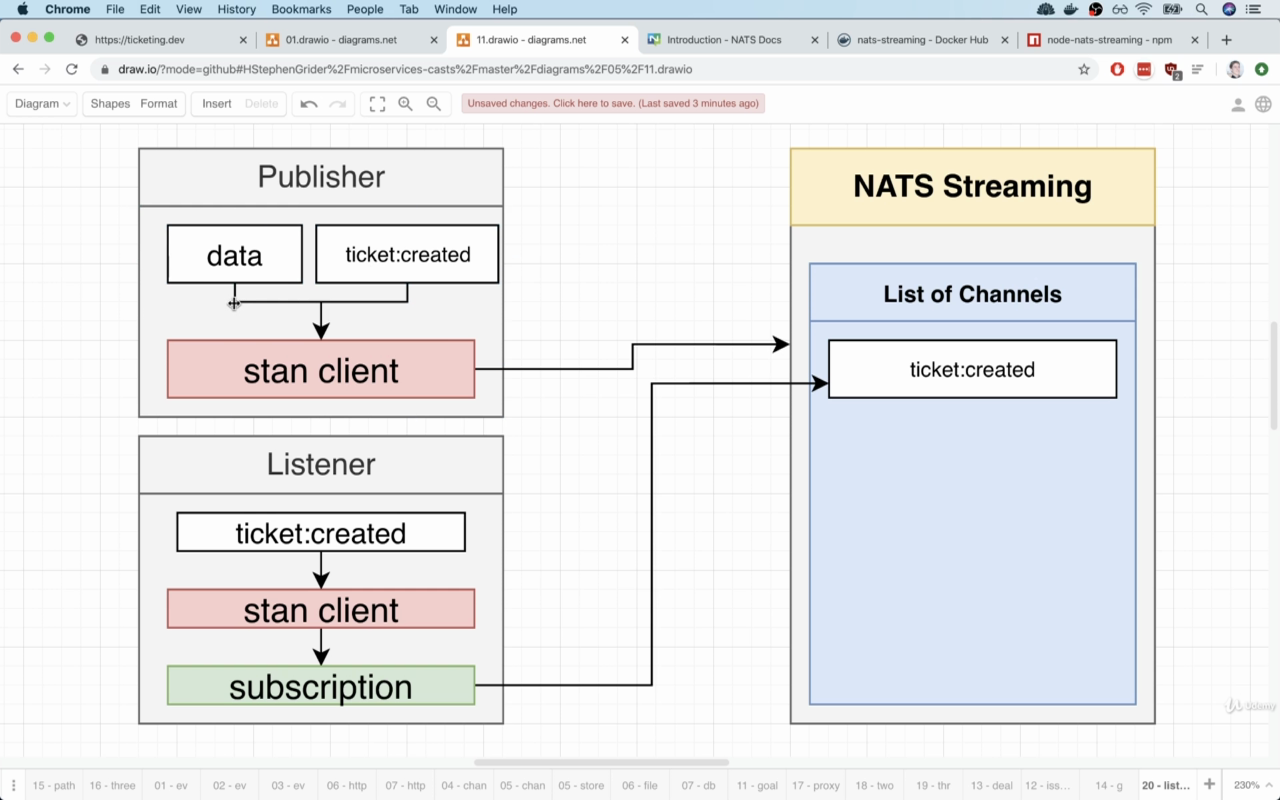 Chrome File Edit View History Bookmarks People Tab Window Help
https://ticketing.dev
01.drawio - diagrams.net
11.drawio - diagrams.net
Introduction - NATS Docs
nats-streaming - Docker Hub
node-nats-streaming - npm
draw.io/?mode=github#HStephenGrider%2Fmicroservices-casts%2Fmaster%2Fdiagrams%2F05%2F11.drawio
2
Diagram Shapes Format Insert Delete
Unsaved changes. Click here to save. (Last saved 3 minutes ago)
Publisher
data
ticket:created
stan client
Listener
ticket:created
stan client
subscription
NATS Streaming
List of Channels
ticket:created
Udemy
15 - path 16 - three 01 - ev 02 - ev 03 - ev 06 - http 07 - http 04 - chan 05 - chan 05 - store 06 - file 07 - db 11 - goal 17 - proxy 18 - two 19 - thr 13 - deal 12 - iss... 14 - g 20 - list... 230%